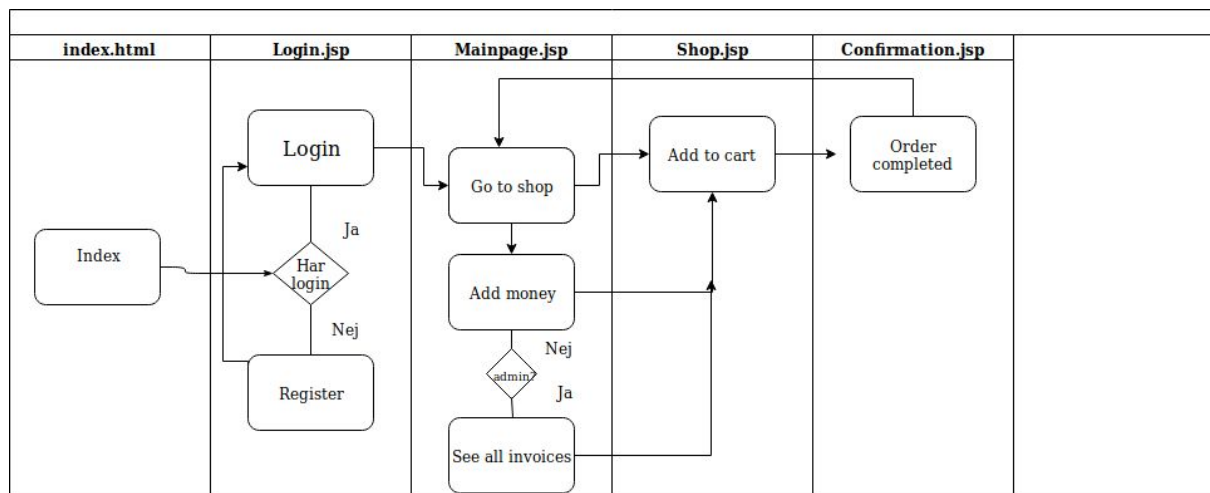 index.html
Login.jsp
Mainpage.jsp
Shop.jsp
Confirmation.jsp
Index
Login
Ja
Har
login
Nej
Register
Go to shop
Add money
Nej
admin?
Ja
See all invoices
Add to cart
Order
completed